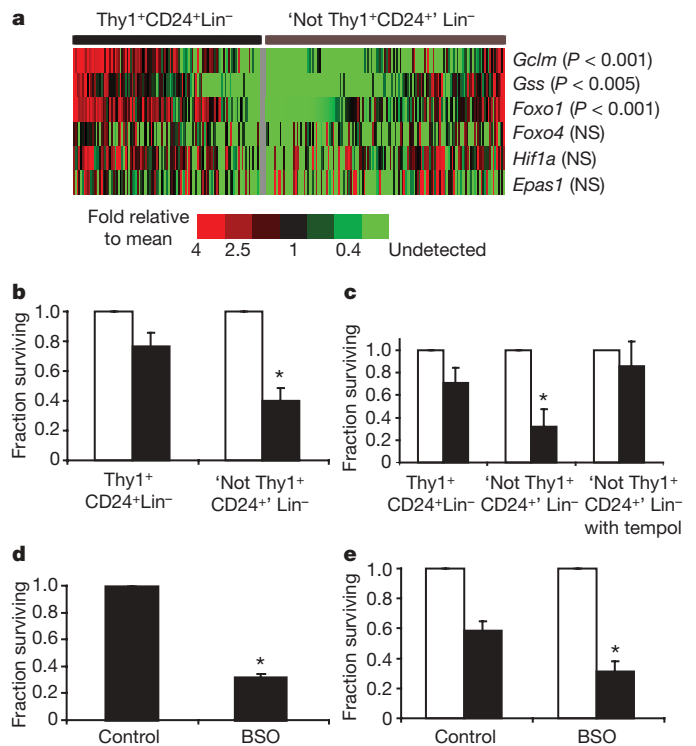 a
Thy1⁺CD24⁺Lin⁻ 'Not Thy1⁺CD24⁺' Lin⁻
Gclm (P < 0.001)
Gss (P < 0.005)
Foxo1 (P < 0.001)
Foxo4 (NS)
Hif1a (NS)
Epas1 (NS)
Fold relative
to mean
4 2.5 1 0.4 Undetected
b
Fraction surviving
1.0
0.8
0.6
0.4
0.2
0
*
Thy1⁺
CD24⁺Lin⁻
'Not Thy1⁺
CD24⁺' Lin⁻
c
Fraction surviving
1.0
0.8
0.6
0.4
0.2
*
Thy1⁺
CD24⁺Lin⁻
'Not Thy1⁺
CD24⁺' Lin⁻
'Not Thy1⁺
CD24⁺' Lin⁻
with tempol
d
Fraction surviving
1.0
0.8
0.6
0.4
0.2
0
*
Control BSO
e
Fraction surviving
1.0
0.8
0.6
0.4
0.2
0
*
Control BSO